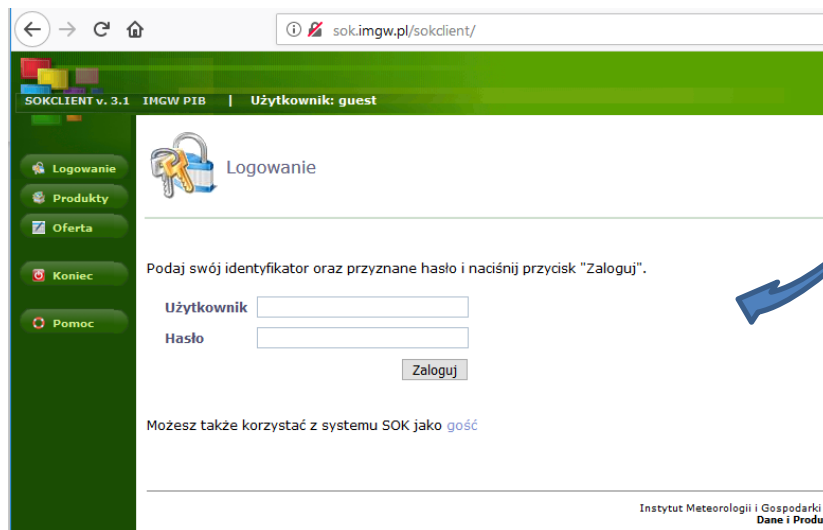 sok.imgw.pl/sokclient/
SOKCLIENT v. 3.1 IMGW PIB | Użytkownik: guest
Logowanie
Produkty
Oferta
Koniec
Pomoc
Logowanie
Podaj swój identyfikator oraz przyznane hasło i naciśnij przycisk "Zaloguj".
Użytkownik
Hasło
Zaloguj
Możesz także korzystać z systemu SOK jako gość
Instytut Meteorologii i Gospodarki
Dane i Produ